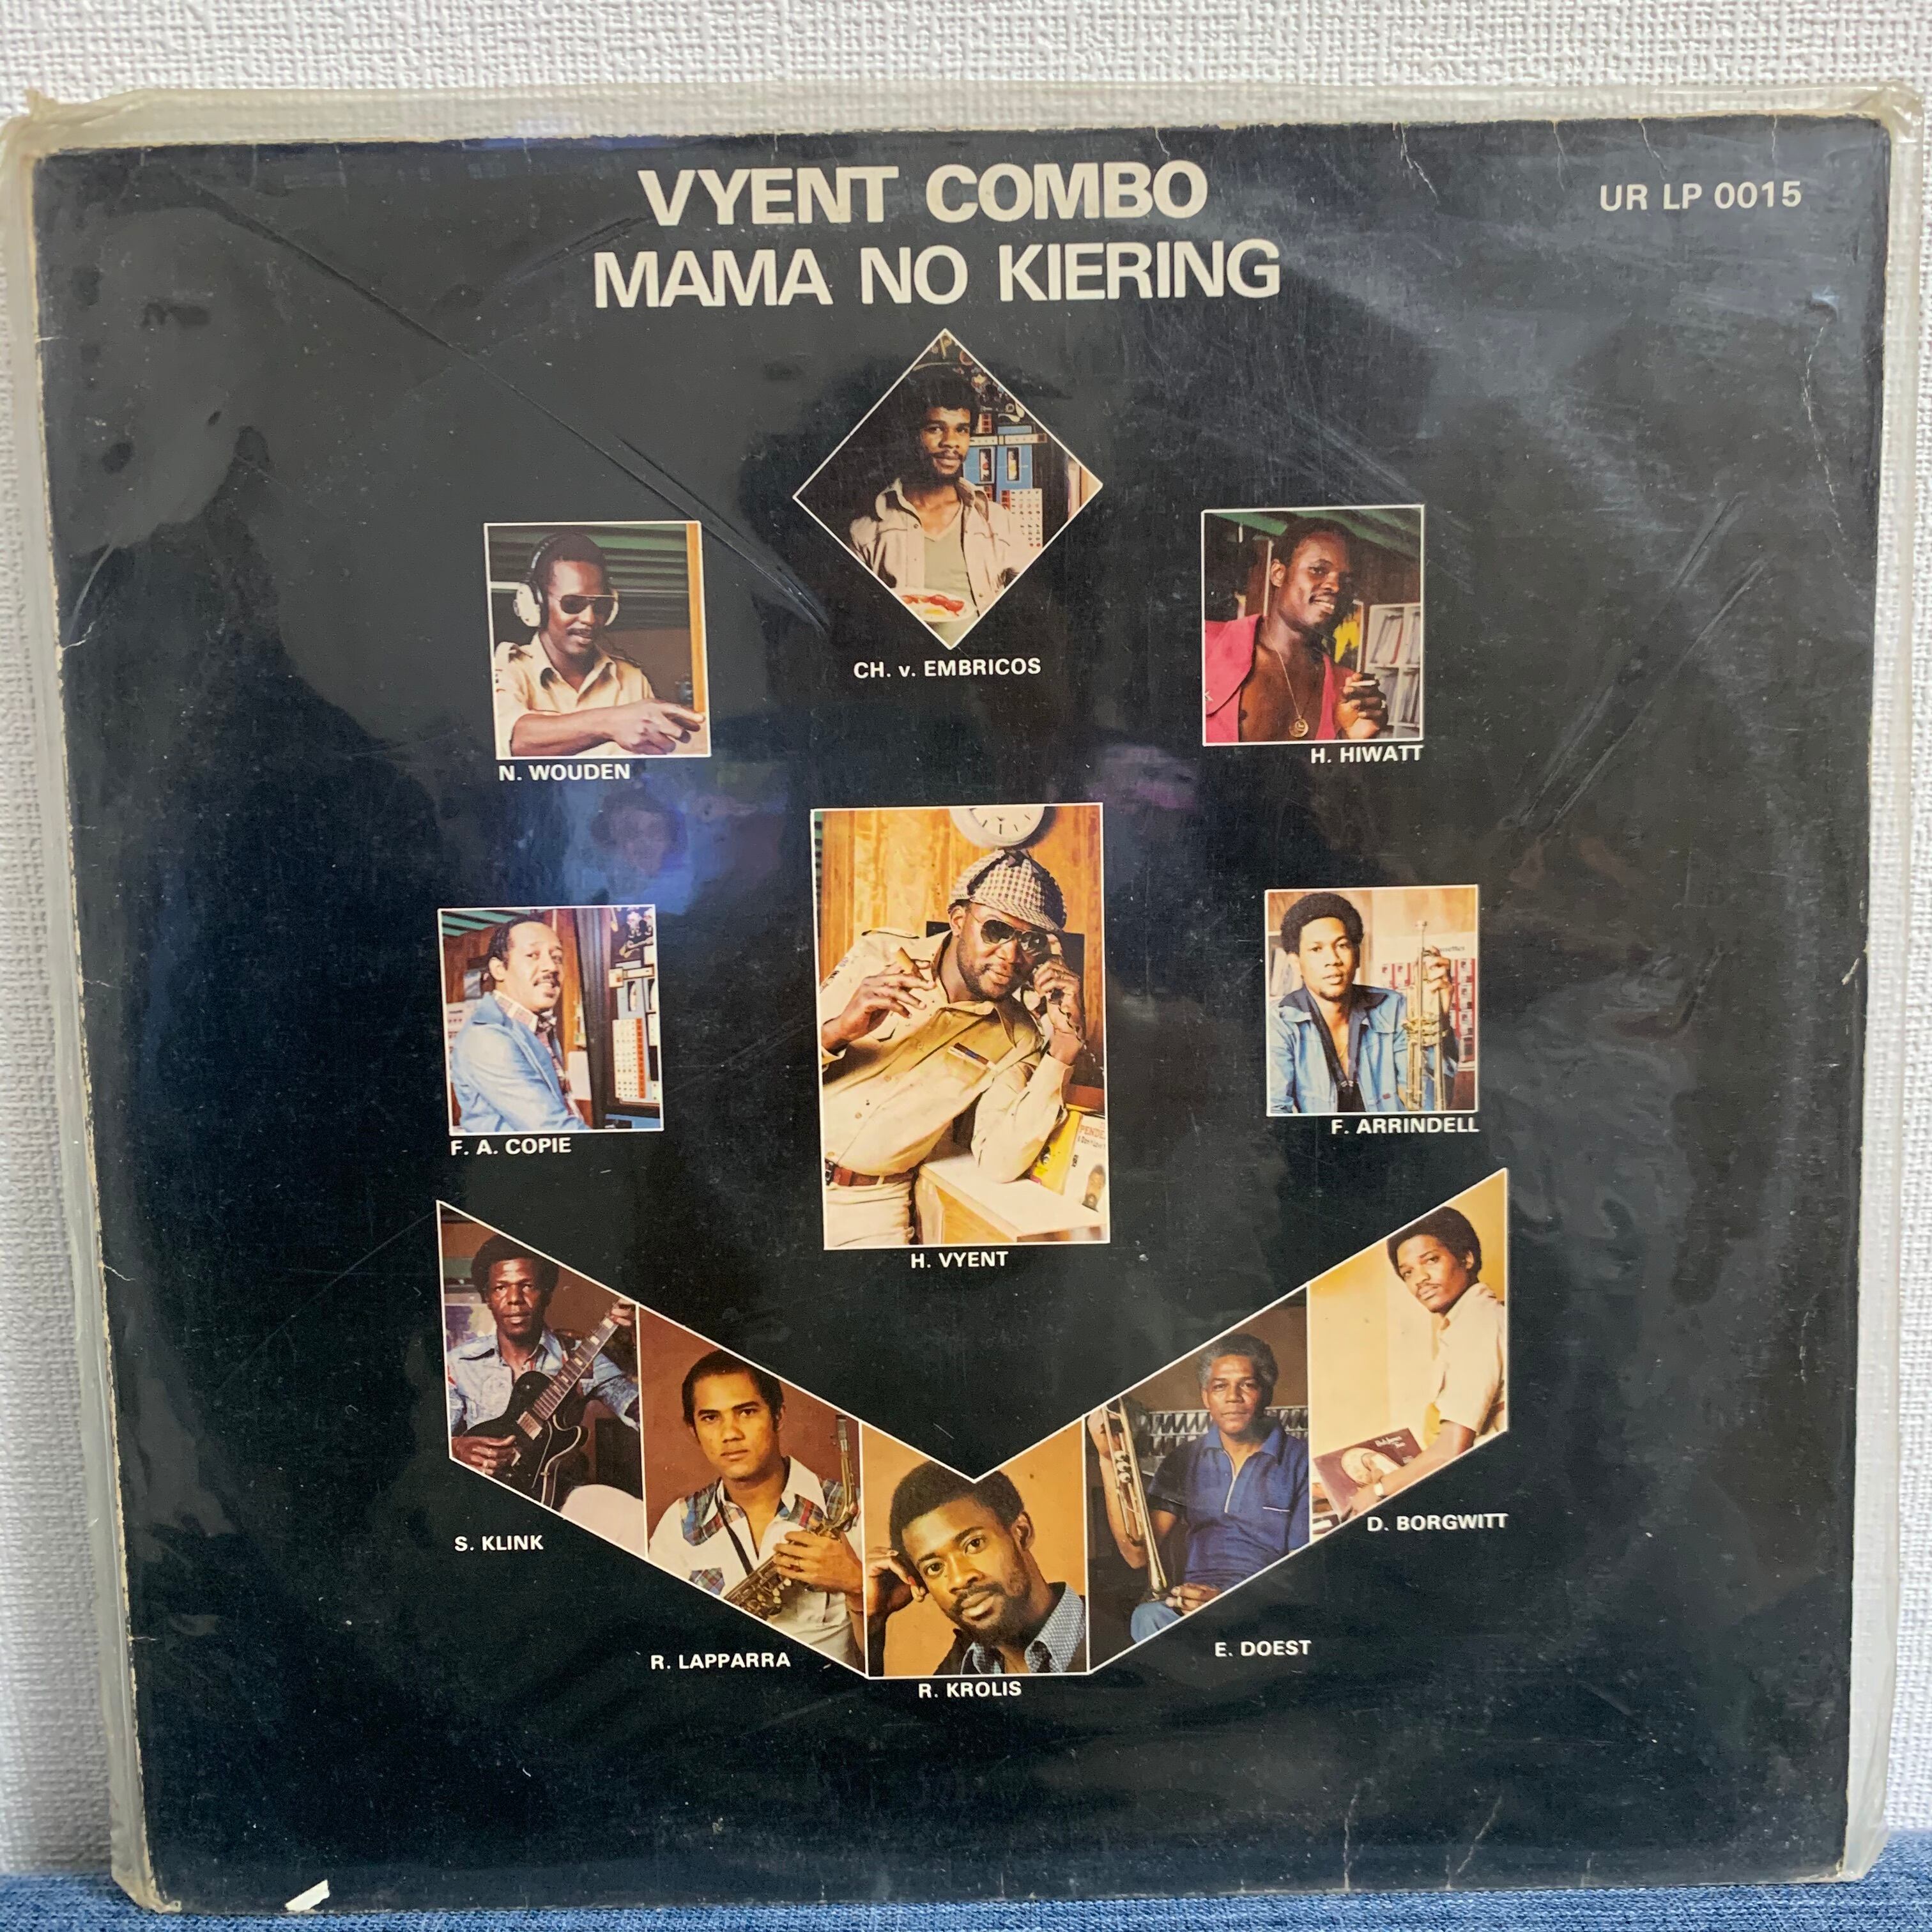 VYENT COMBO
UR LP 0015
MAMA NO KIERING
CH. v. EMBRICOS
N. WOUDEN
H. HIWATT
F. A. COPIE
F. ARRINDELL
PENDE
H. VYENT
S. KLINK
D. BORGWITT
R. LAPPARRA
E. DOEST
R. KROLIS